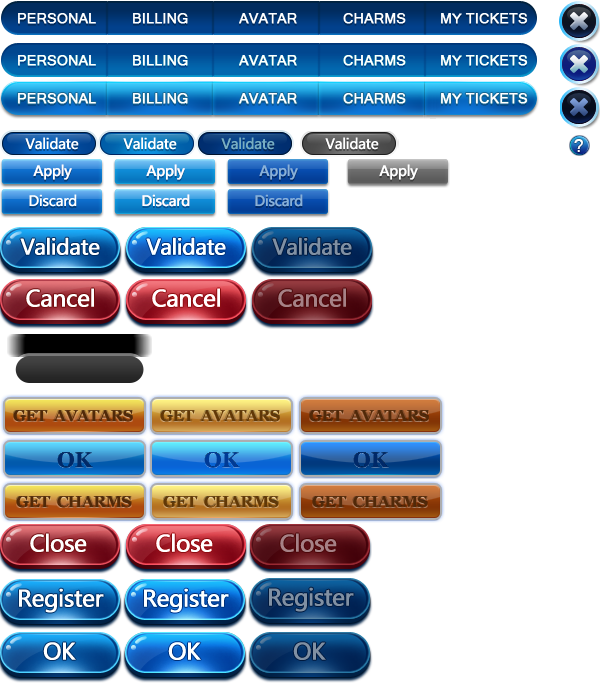 PERSONAL BILLING AVATAR CHARMS MY TICKETS
PERSONAL BILLING AVATAR CHARMS MY TICKETS
PERSONAL BILLING AVATAR CHARMS MY TICKETS
Validate Validate Validate Validate
?
Apply Apply Apply Apply
Discard Discard Discard
Validate Validate Validate
Cancel Cancel Cancel
GET AVATARS GET AVATARS GET AVATARS
OK OK OK
GET CHARMS GET CHARMS GET CHARMS
Close Close Close
Register Register Register
OK OK OK